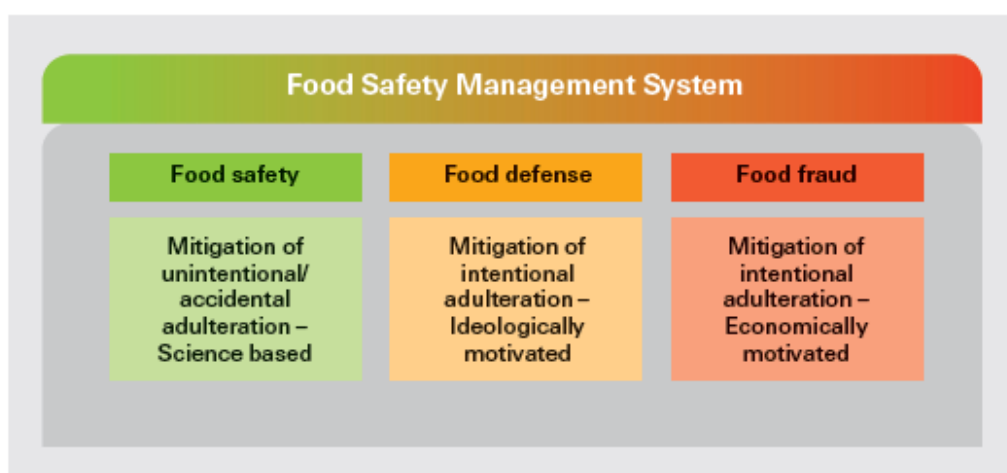 Food Safety Management System
Food safety
Mitigation of
unintentional/
accidental
adulteration –
Science based
Food defense
Mitigation of
intentional
adulteration –
Ideologically
motivated
Food fraud
Mitigation of
intentional
adulteration –
Economically
motivated